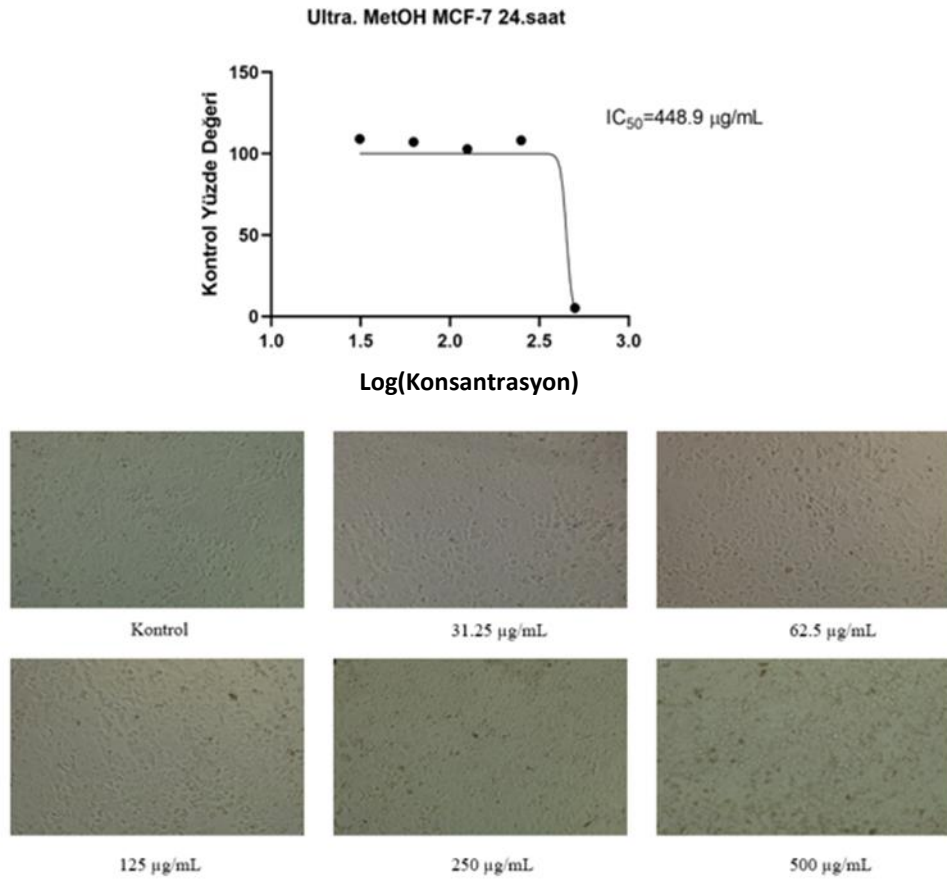 Ultra. MetOH MCF-7 24.saat
Kontrol Yüzde Değeri
150
100
50
0
IC₅₀=448.9 µg/mL
1.0 1.5 2.0 2.5 3.0
Log(Konsantrasyon)
Kontrol 31.25 µg/mL 62.5 µg/mL
125 µg/mL 250 µg/mL 500 µg/mL